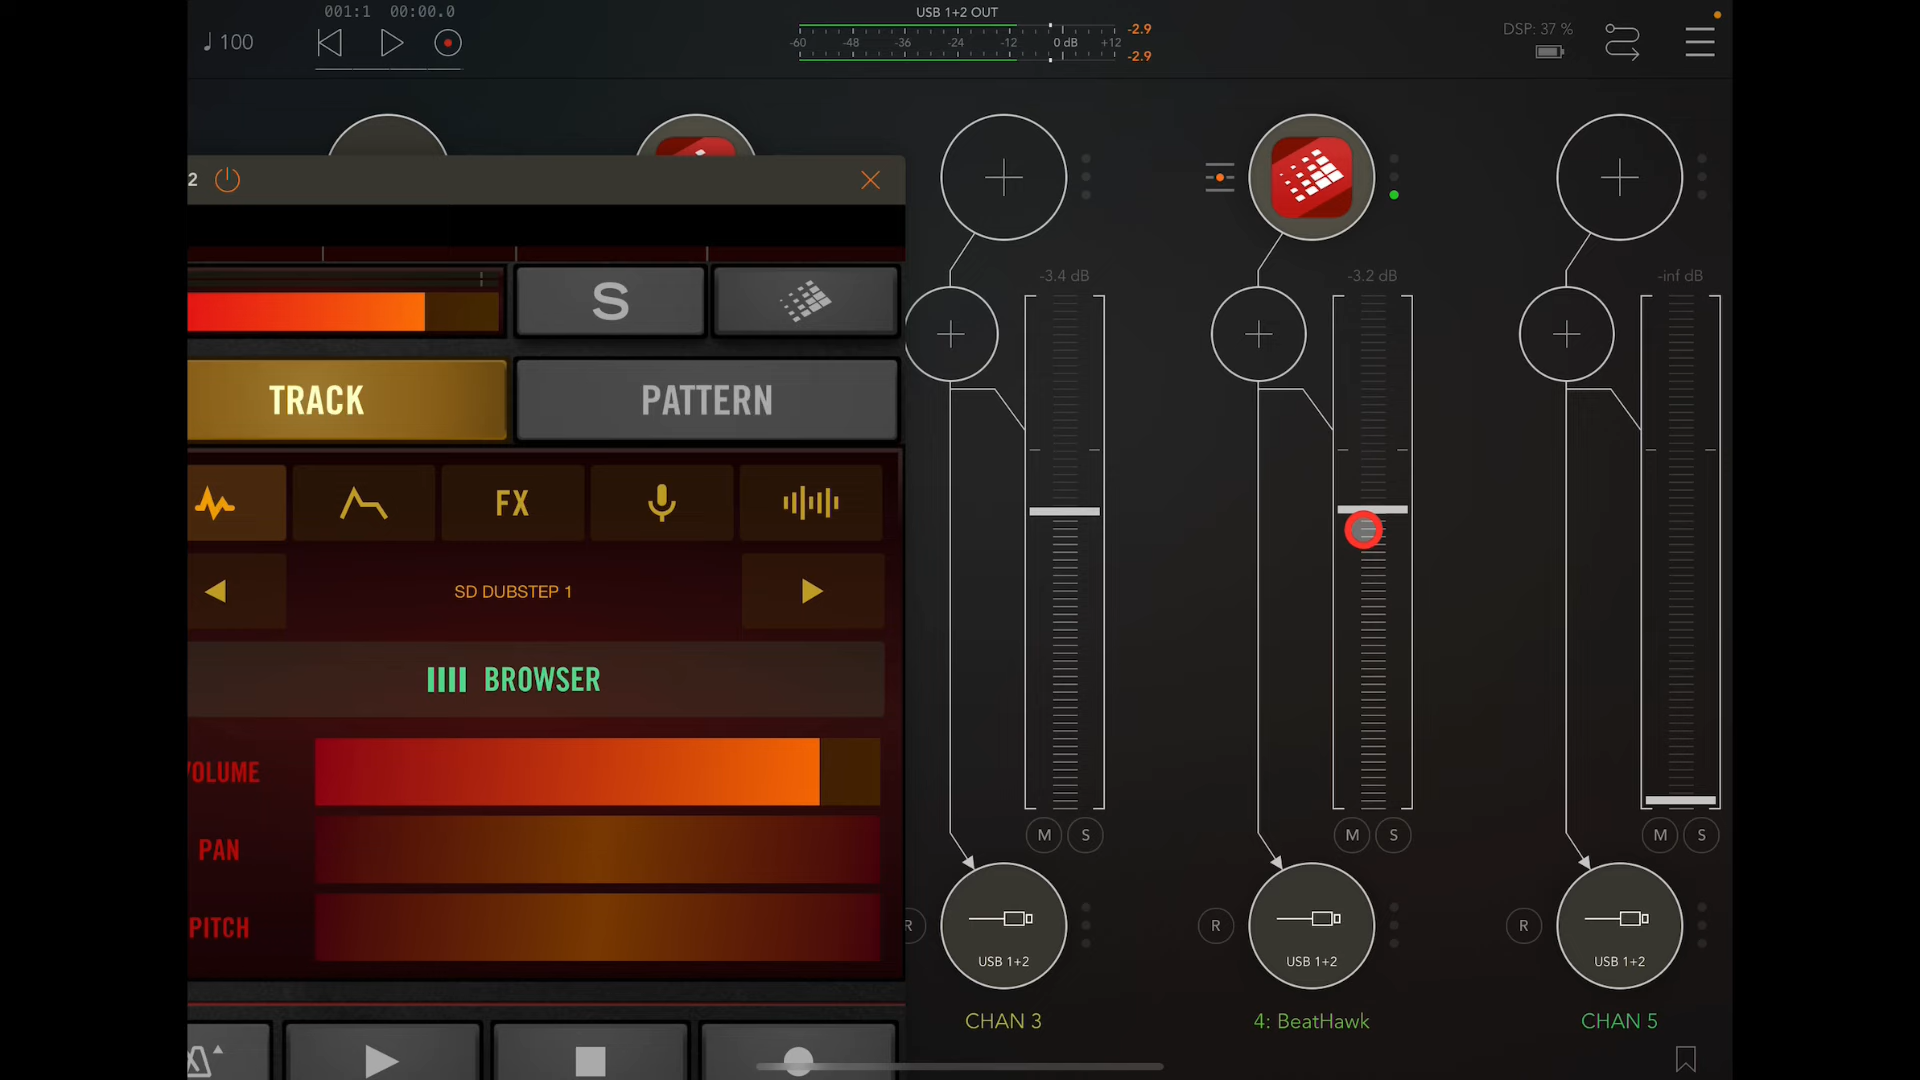 001:1 00:00.0
100
USB 1+2 OUT
-60 -48 -36 -24 -12 0 dB +12
-2.9
-2.9
DSP: 37 %
2
S
TRACK
PATTERN
FX
SD DUBSTEP 1
BROWSER
VOLUME
PAN
PITCH
-3.4 dB
M S
R
USB 1+2
CHAN 3
-3.2 dB
M S
R
USB 1+2
4: BeatHawk
-inf dB
M S
R
USB 1+2
CHAN 5